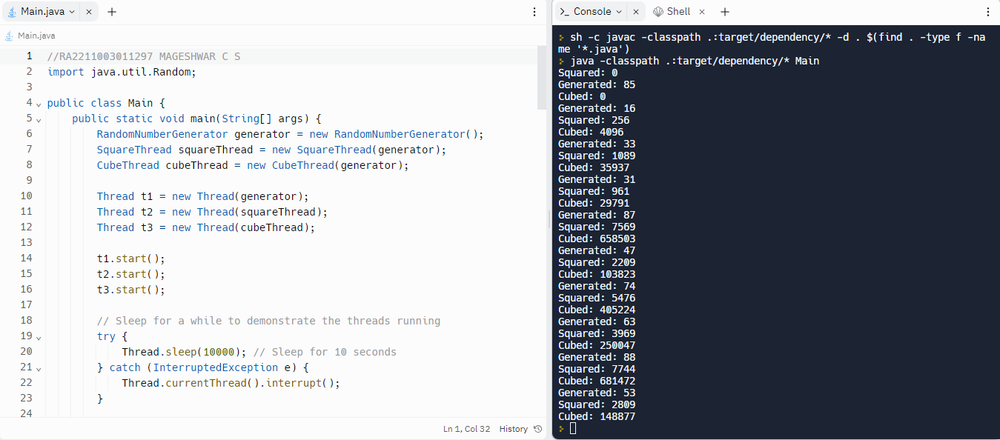 Main.java
Main.java
1 //RA2211003011297 MAGESHWAR C S
2 import java.util.Random;
3
4 public class Main {
5     public static void main(String[] args) {
6         RandomNumberGenerator generator = new RandomNumberGenerator();
7         SquareThread squareThread = new SquareThread(generator);
8         CubeThread cubeThread = new CubeThread(generator);
9
10         Thread t1 = new Thread(generator);
11         Thread t2 = new Thread(squareThread);
12         Thread t3 = new Thread(cubeThread);
13
14         t1.start();
15         t2.start();
16         t3.start();
17
18         // Sleep for a while to demonstrate the threads running
19         try {
20             Thread.sleep(10000); // Sleep for 10 seconds
21         } catch (InterruptedException e) {
22             Thread.currentThread().interrupt();
23         }
24
Ln 1, Col 32 History
Console Shell
sh -c javac -classpath .:target/dependency/* -d . $(find . -type f -na
me '*.java')
java -classpath .:target/dependency/* Main
Squared: 0
Generated: 85
Cubed: 0
Generated: 16
Squared: 256
Cubed: 4096
Generated: 33
Squared: 1089
Cubed: 35937
Generated: 31
Squared: 961
Cubed: 29791
Generated: 87
Squared: 7569
Cubed: 658503
Generated: 47
Squared: 2209
Cubed: 103823
Generated: 74
Squared: 5476
Cubed: 405224
Generated: 63
Squared: 3969
Cubed: 250047
Generated: 88
Squared: 7744
Cubed: 681472
Generated: 53
Squared: 2809
Cubed: 148877